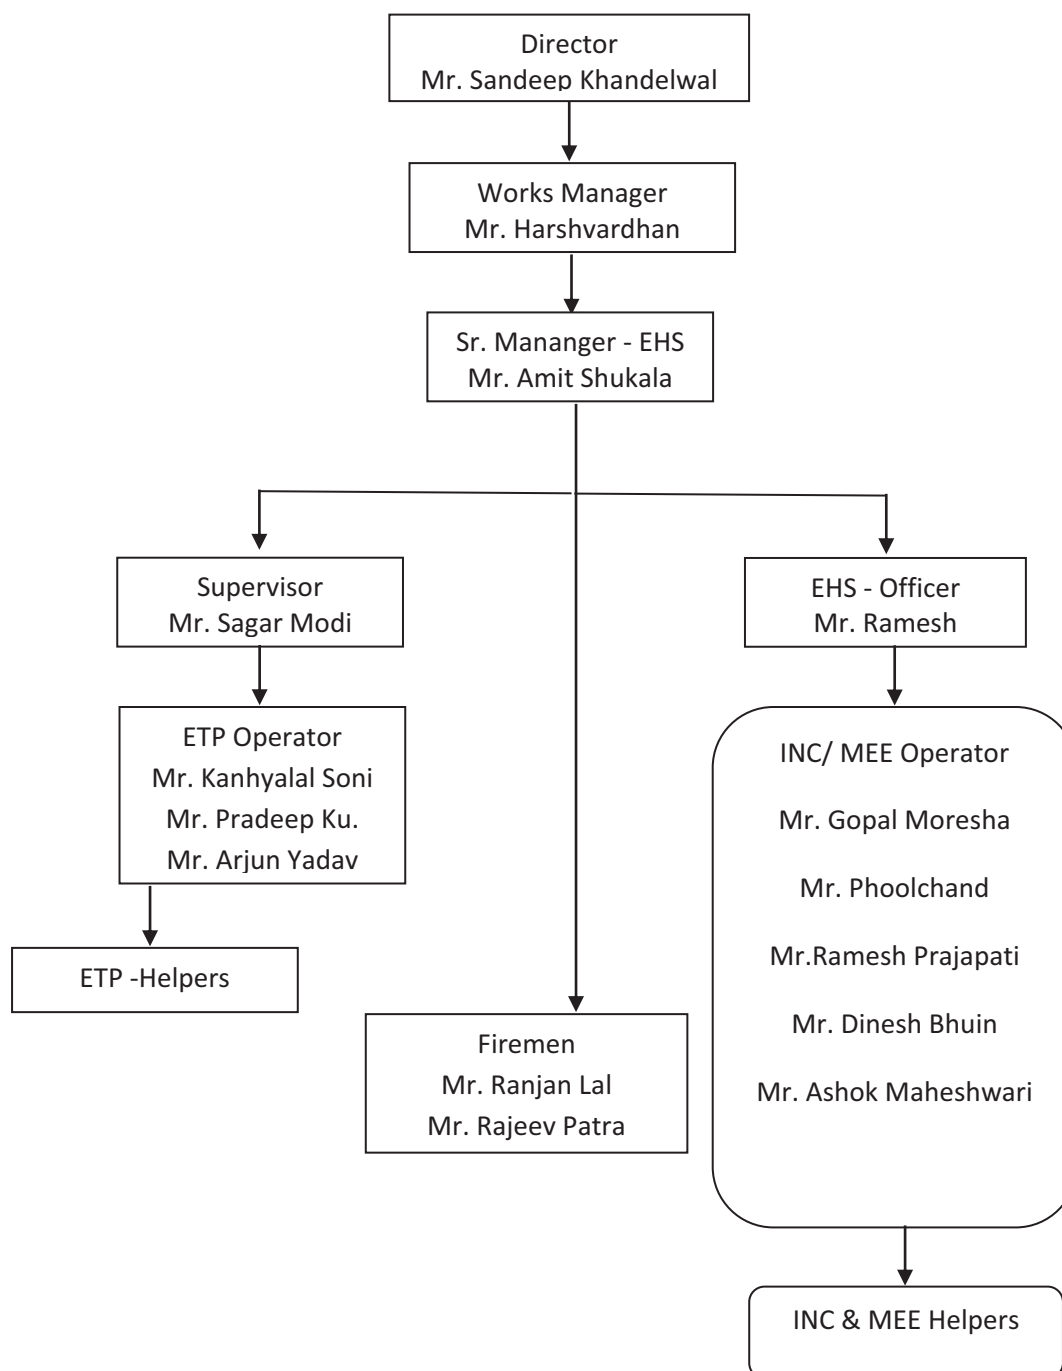 Director
Mr. Sandeep Khandelwal
Works Manager
Mr. Harshvardhan
Sr. Mananger - EHS
Mr. Amit Shukala
Supervisor
Mr. Sagar Modi
EHS - Officer
Mr. Ramesh
ETP Operator
Mr. Kanhyalal Soni
Mr. Pradeep Ku.
Mr. Arjun Yadav
ETP -Helpers
Firemen
Mr. Ranjan Lal
Mr. Rajeev Patra
INC/ MEE Operator
Mr. Gopal Moresha
Mr. Phoolchand
Mr.Ramesh Prajapati
Mr. Dinesh Bhuin
Mr. Ashok Maheshwari
INC & MEE Helpers